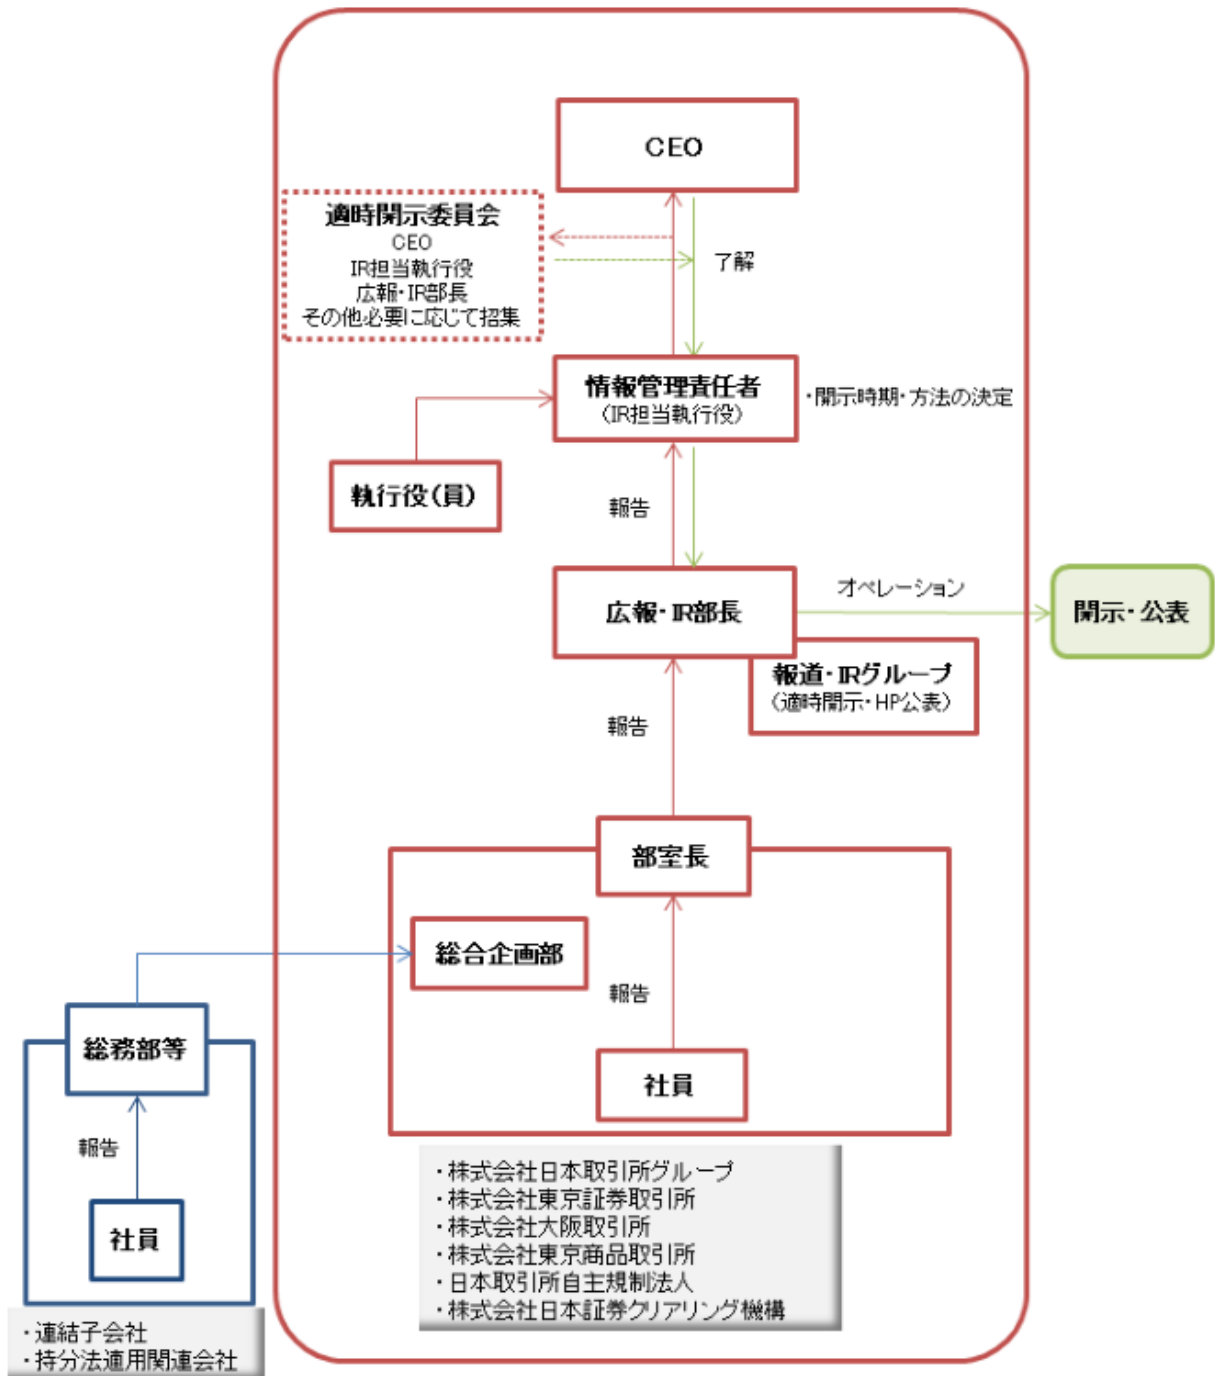 CEO
適時開示委員会
CEO
IR担当執行役
広報・IR部長
その他必要に応じて招集
了解
情報管理責任者
（IR担当執行役）
・開示時期・方法の決定
執行役（員）
報告
広報・IR部長
オペレーション
開示・公表
報道・IRグループ
（適時開示・HP公表）
報告
部室長
総合企画部
報告
社員
総務部等
報告
社員
・株式会社日本取引所グループ
・株式会社東京証券取引所
・株式会社大阪取引所
・株式会社東京商品取引所
・日本取引所自主規制法人
・株式会社日本証券クリアリング機構
・連結子会社
・持分法適用関連会社